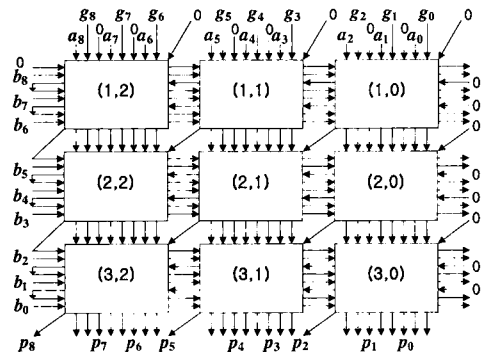 g8 g7 g6 0 g5 g4 g3 0 g2 g1 g0 0
a8 0 a7 0 a6 a5 0 a4 0 a3 a2 0 a1 0 a0
0
b8
b7
b6
(1,2) (1,1) (1,0)
0
0
0
b5
b4
b3
(2,2) (2,1) (2,0)
0
0
0
b2
b1
b0
(3,2) (3,1) (3,0)
0
0
p8 p7 p6 p5 p4 p3 p2 p1 p0